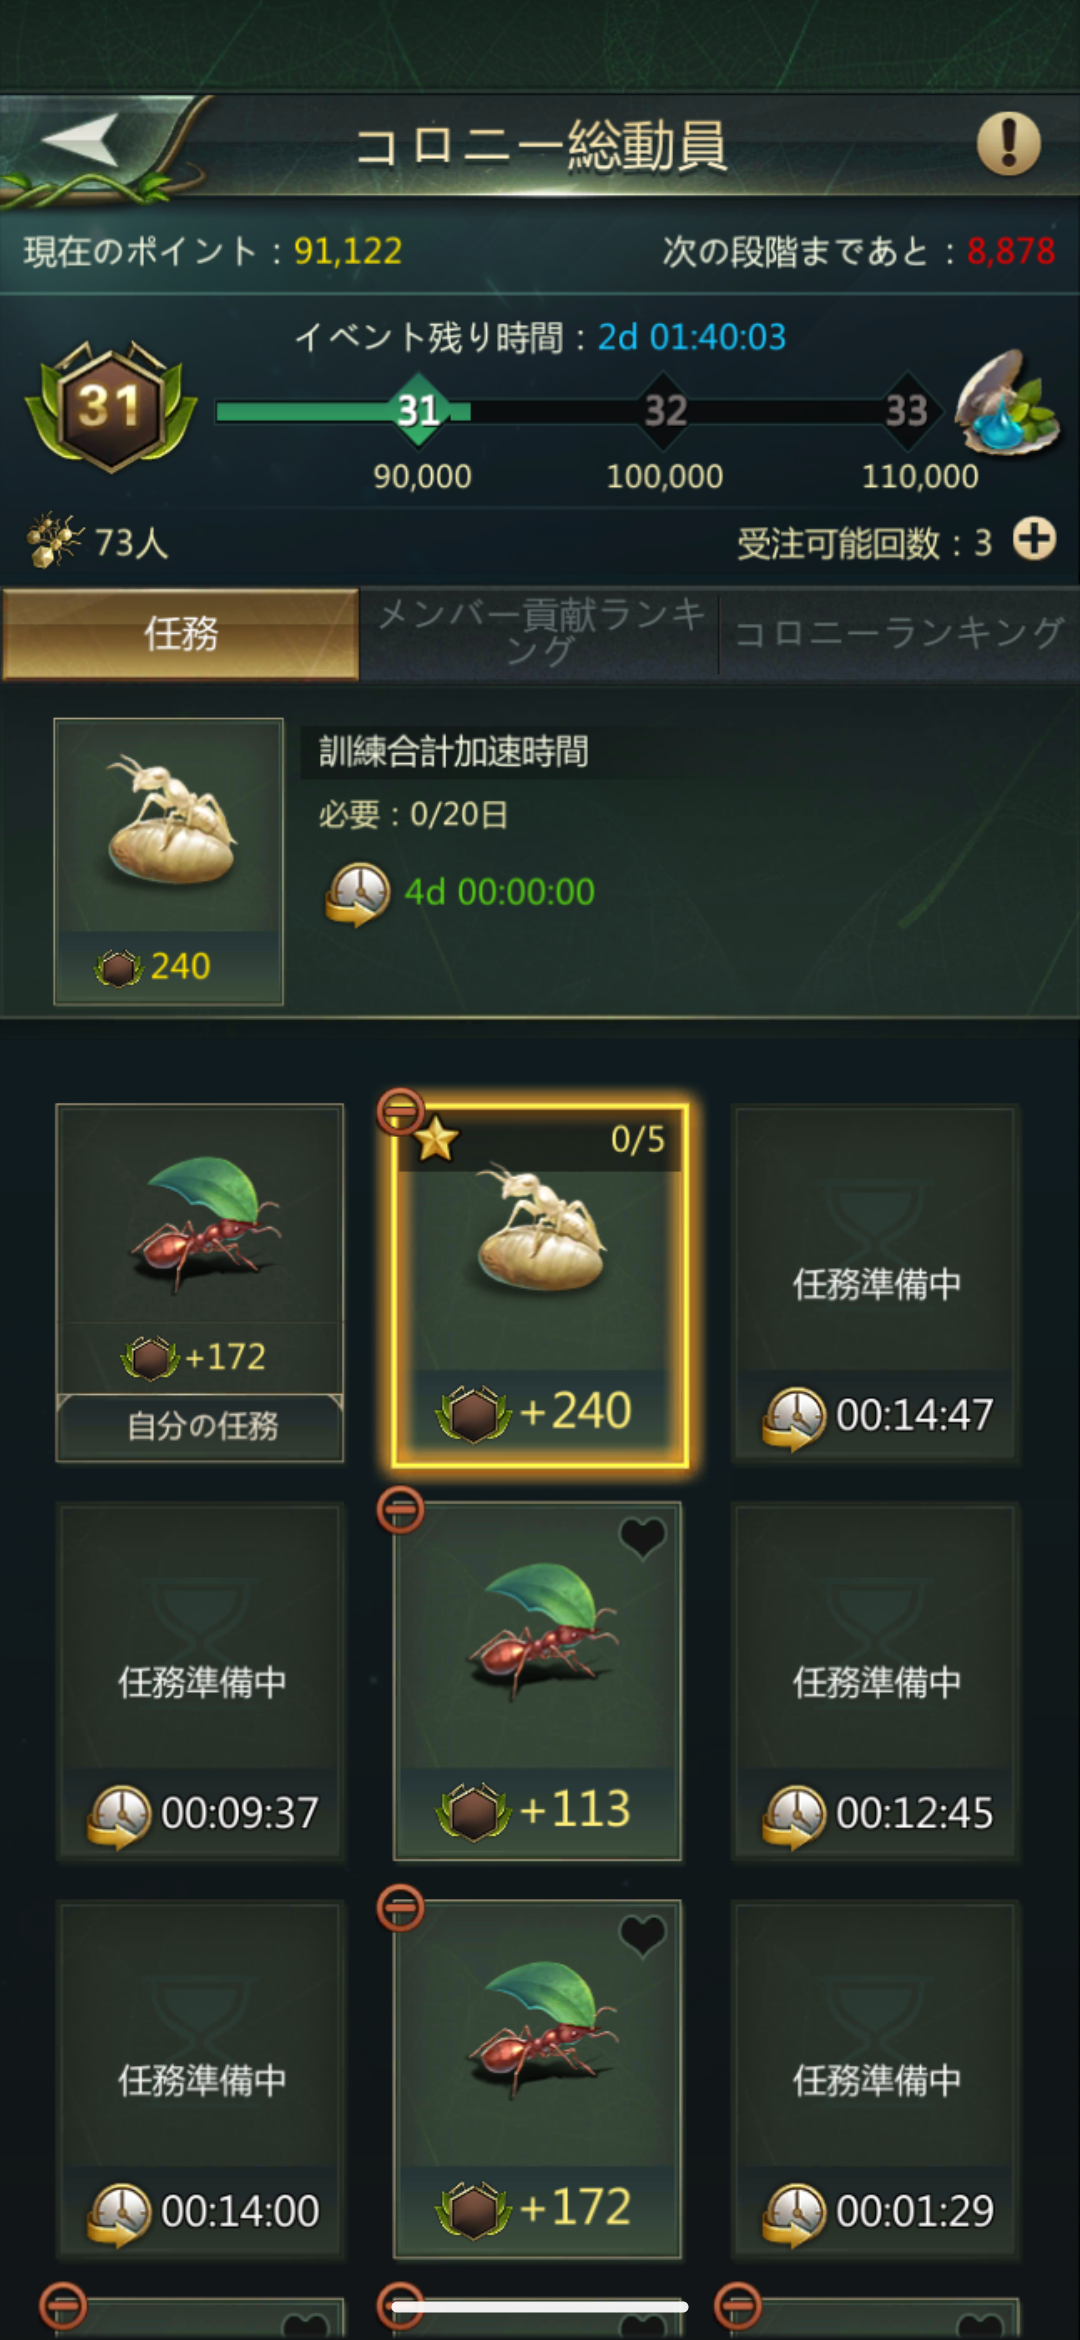 コロニー総動員
現在のポイント：91,122
次の段階まであと：8,878
イベント残り時間：2d 01:40:03
31
31
32
33
90,000
100,000
110,000
73人
受注可能回数：3
任務
メンバー貢献ランキ
ング
コロニーランキング
訓練合計加速時間
必要：0/20日
4d 00:00:00
240
+172
自分の任務
0/5
+240
任務準備中
00:14:47
任務準備中
00:09:37
+113
任務準備中
00:12:45
任務準備中
00:14:00
+172
任務準備中
00:01:29